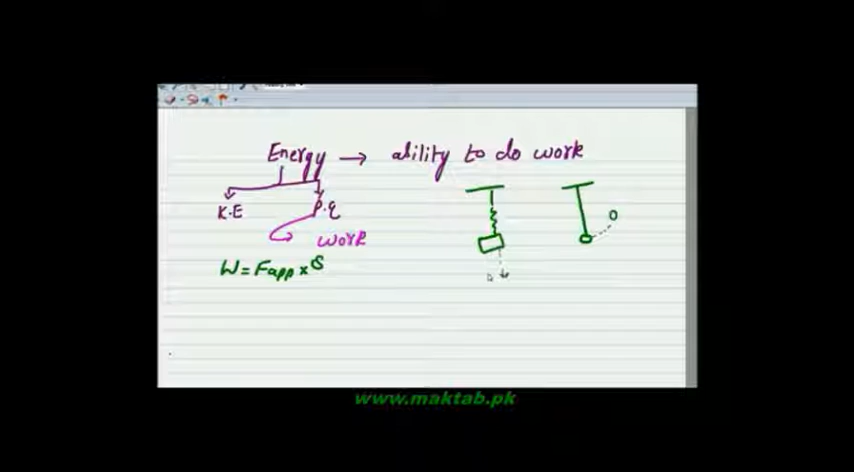 Energy → ability to do work
K.E P.E
work
W = Fapp × S
www.maktab.pk